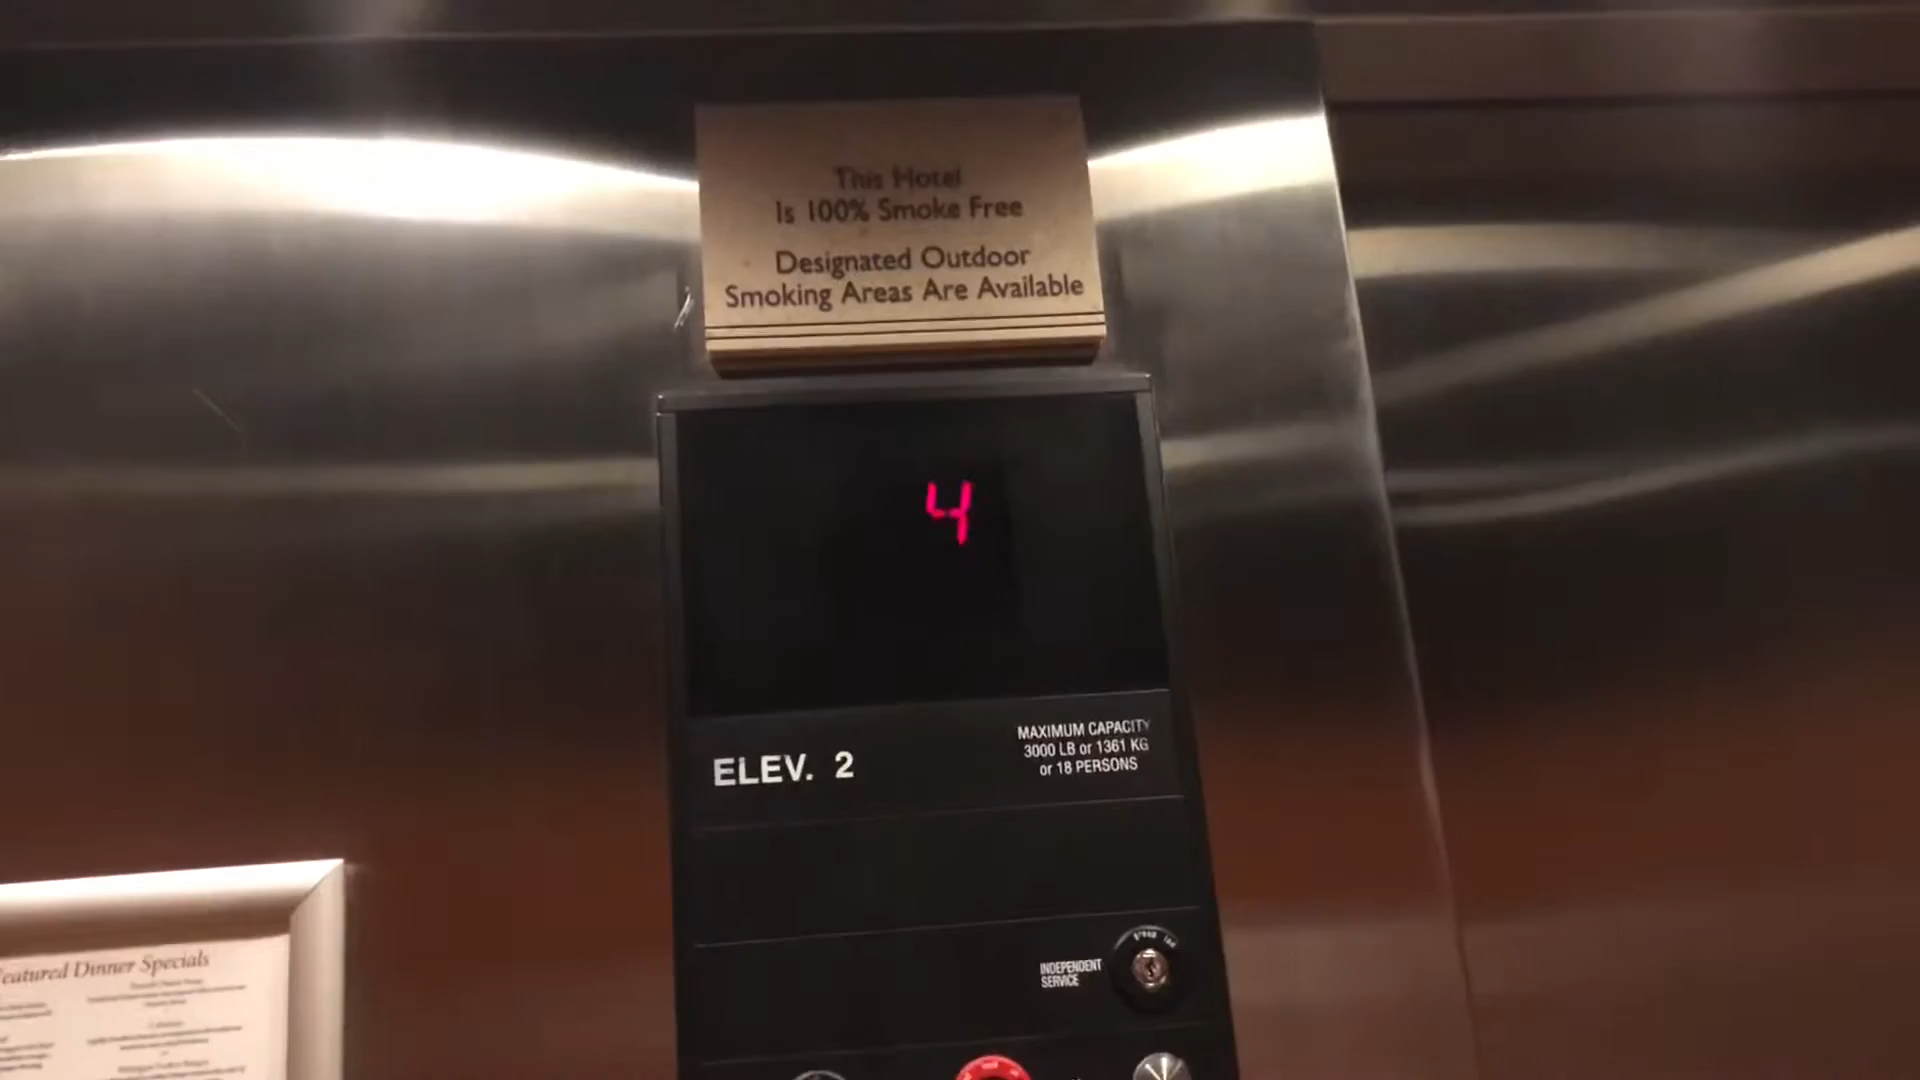 This Hotel
Is 100% Smoke Free
Designated Outdoor
Smoking Areas Are Available
4
ELEV. 2
MAXIMUM CAPACITY
3000 LB or 1361 KG
or 18 PERSONS
INDEPENDENT
SERVICE
Featured Dinner Specials